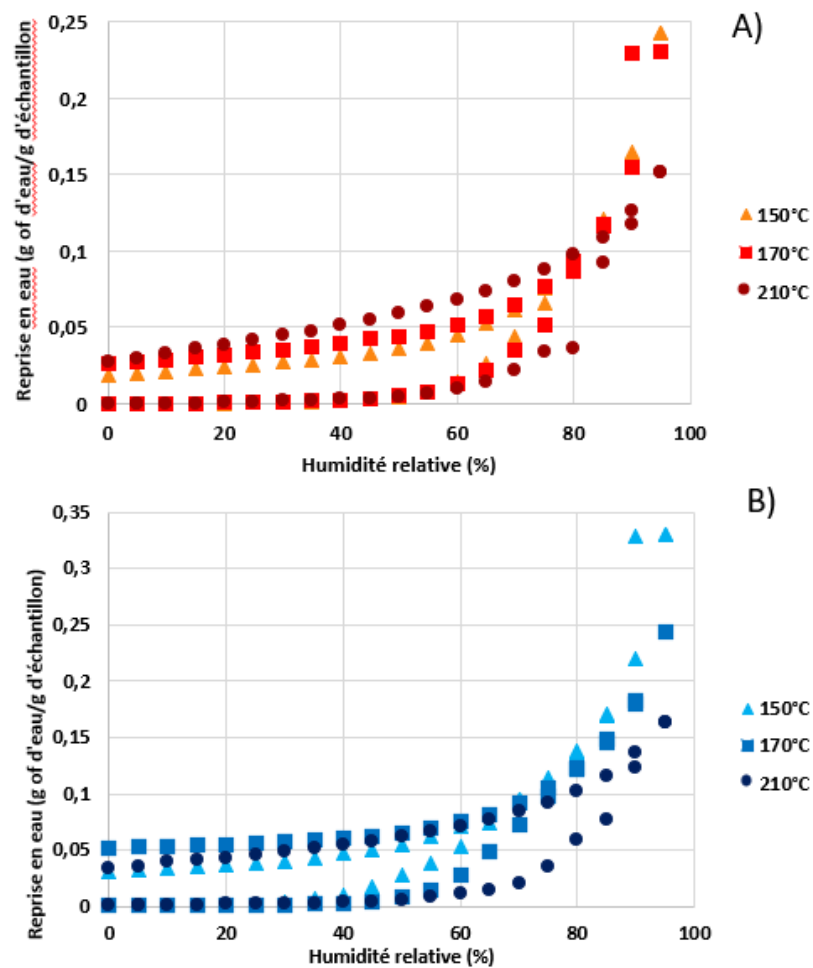 A)
0,25
0,2
0,15
0,1
0,05
0
Reprise en eau (g of d'eau/g d'échantillon
0 20 40 60 80 100
Humidité relative (%)
150°C
170°C
210°C
B)
0,35
0,3
0,25
0,2
0,15
0,1
0,05
0
Reprise en eau (g of d'eau/g d'échantillon)
0 20 40 60 80 100
Humidité relative (%)
150°C
170°C
210°C